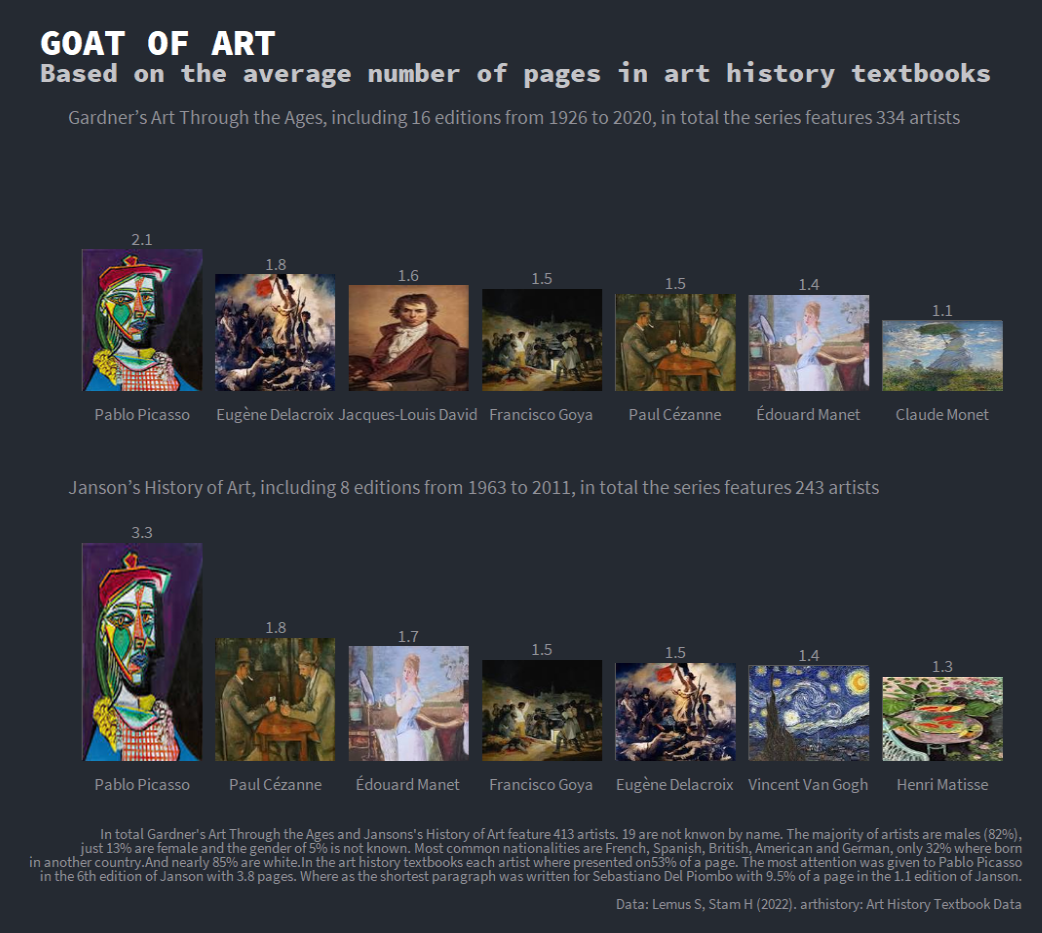 GOAT OF ART
Based on the average number of pages in art history textbooks
Gardner’s Art Through the Ages, including 16 editions from 1926 to 2020, in total the series features 334 artists
2.1
1.8
1.6
1.5
1.5
1.4
1.1
Pablo Picasso
Eugène Delacroix
Jacques-Louis David
Francisco Goya
Paul Cézanne
Édouard Manet
Claude Monet
Janson’s History of Art, including 8 editions from 1963 to 2011, in total the series features 243 artists
3.3
1.8
1.7
1.5
1.5
1.4
1.3
Pablo Picasso
Paul Cézanne
Édouard Manet
Francisco Goya
Eugène Delacroix
Vincent Van Gogh
Henri Matisse
In total Gardner's Art Through the Ages and Jansons's History of Art feature 413 artists. 19 are not knwon by name. The majority of artists are males (82%),
just 13% are female and the gender of 5% is not known. Most common nationalities are French, Spanish, British, American and German, only 32% where born
in another country.And nearly 85% are white.In the art history textbooks each artist where presented on53% of a page. The most attention was given to Pablo Picasso
in the 6th edition of Janson with 3.8 pages. Where as the shortest paragraph was written for Sebastiano Del Piombo with 9.5% of a page in the 1.1 edition of Janson.
Data: Lemus S, Stam H (2022). arthistory: Art History Textbook Data